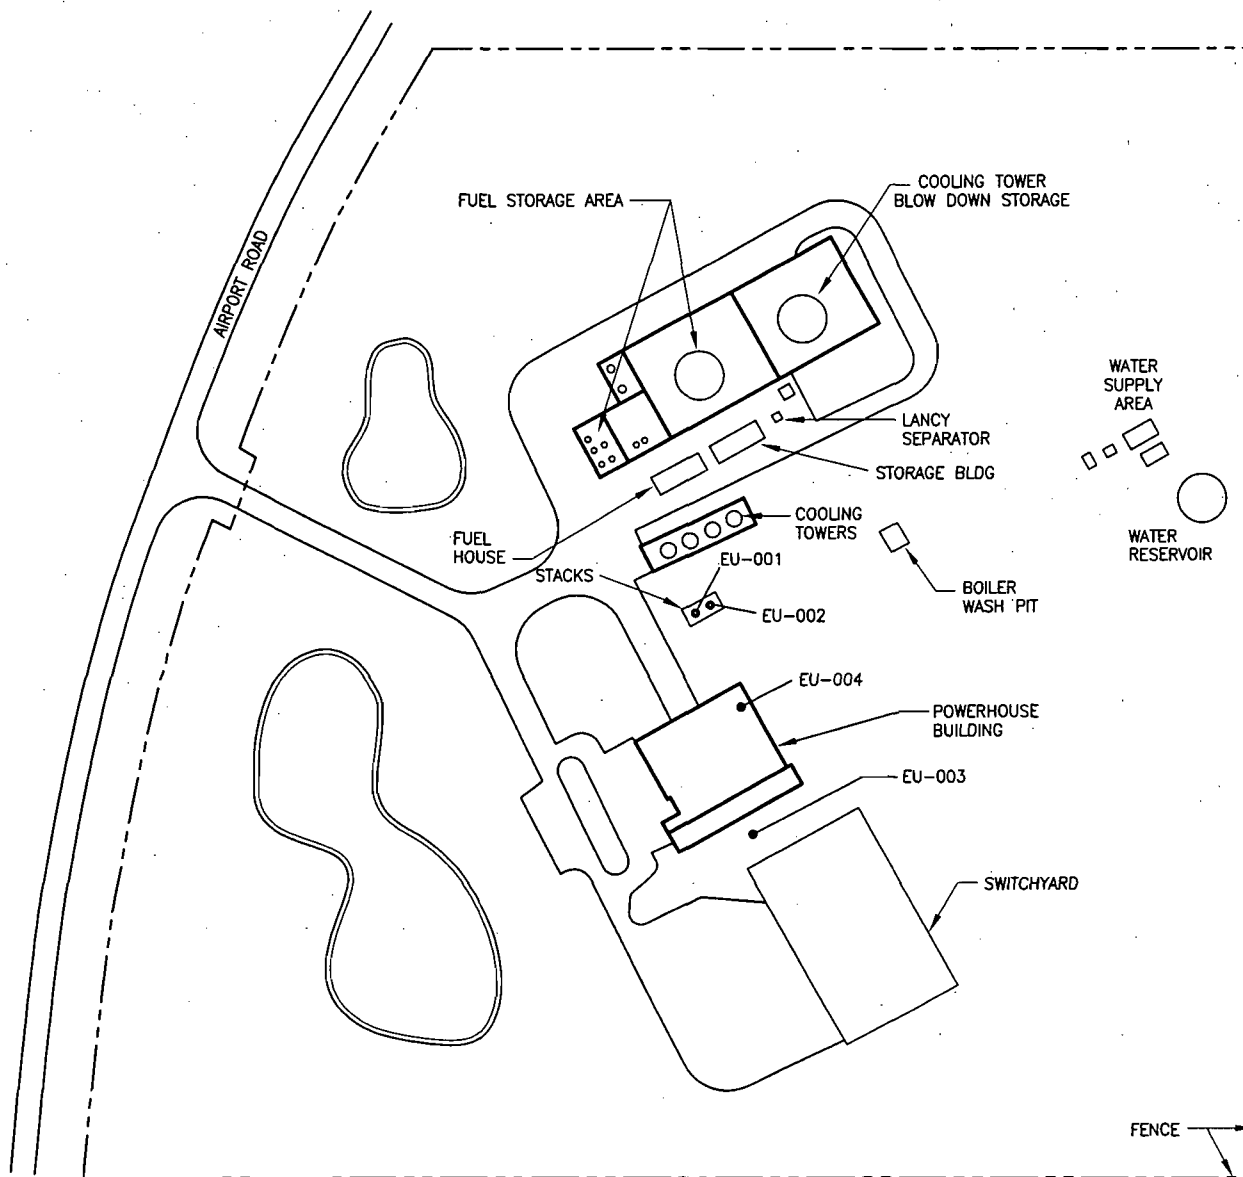 FUEL STORAGE AREA
COOLING TOWER
BLOW DOWN STORAGE
AIRPORT ROAD
WATER
SUPPLY
AREA
LANCY
SEPARATOR
STORAGE BLDG
COOLING
TOWERS
FUEL
HOUSE
WATER
RESERVOIR
STACKS
EU-001
EU-002
BOILER
WASH PIT
EU-004
POWERHOUSE
BUILDING
EU-003
SWITCHYARD
FENCE